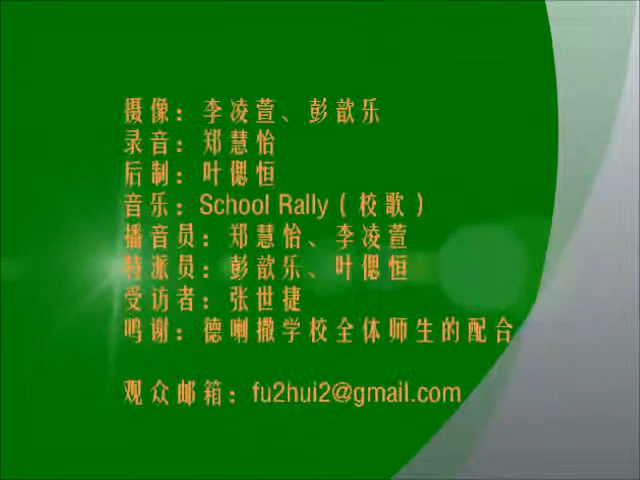 摄像：李凌萱、彭歆乐
录音：郑慧怡
后制：叶偲恒
音乐：School Rally（校歌）
播音员：郑慧怡、李凌萱
特派员：彭歆乐、叶偲恒
受访者：张世捷
鸣谢：德喇撒学校全体师生的配合
观众邮箱：fu2hui2@gmail.com